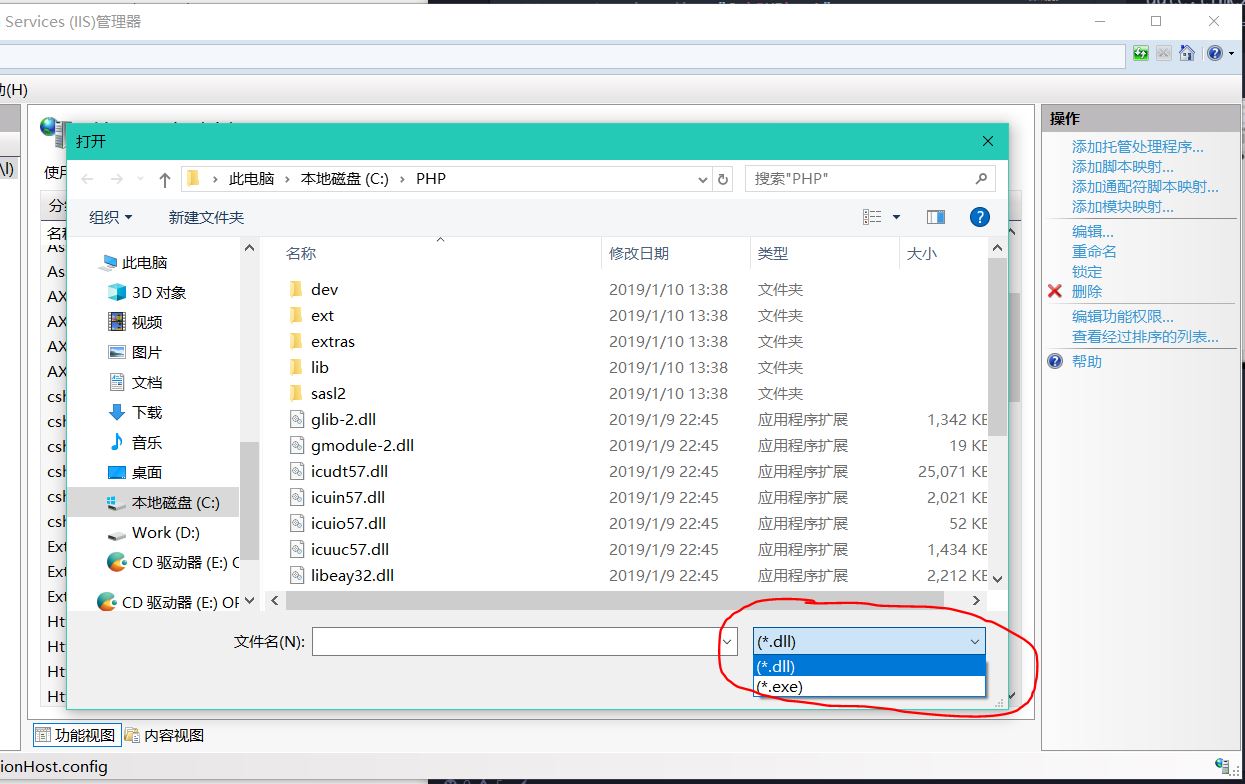 Services (IIS)管理器
(H)
打开
此电脑 › 本地磁盘 (C:) › PHP
搜索"PHP"
组织
新建文件夹
名称 修改日期 类型 大小
此电脑
3D 对象
视频
图片
文档
下载
音乐
桌面
本地磁盘 (C:)
Work (D:)
CD 驱动器 (E:) C
CD 驱动器 (E:) OF
dev 2019/1/10 13:38 文件夹
ext 2019/1/10 13:38 文件夹
extras 2019/1/10 13:38 文件夹
lib 2019/1/10 13:38 文件夹
sasl2 2019/1/10 13:38 文件夹
glib-2.dll 2019/1/9 22:45 应用程序扩展 1,342 KB
gmodule-2.dll 2019/1/9 22:45 应用程序扩展 19 KB
icudt57.dll 2019/1/9 22:45 应用程序扩展 25,071 KB
icuin57.dll 2019/1/9 22:45 应用程序扩展 2,021 KB
icuio57.dll 2019/1/9 22:45 应用程序扩展 52 KB
icuuc57.dll 2019/1/9 22:45 应用程序扩展 1,434 KB
libeay32.dll 2019/1/9 22:45 应用程序扩展 2,212 KB
文件名(N):
(*.dll)
(*.dll)
(*.exe)
使用
分
名称
As
As
AX
AX
AX
AX
csh
csh
csh
csh
csh
csh
Ext
Ext
Ext
Ht
Ht
Ht
Ht
操作
添加托管处理程序...
添加脚本映射...
添加通配符脚本映射...
添加模块映射...
编辑...
重命名
锁定
删除
编辑功能权限...
查看经过排序的列表...
帮助
功能视图
内容视图
ionHost.config